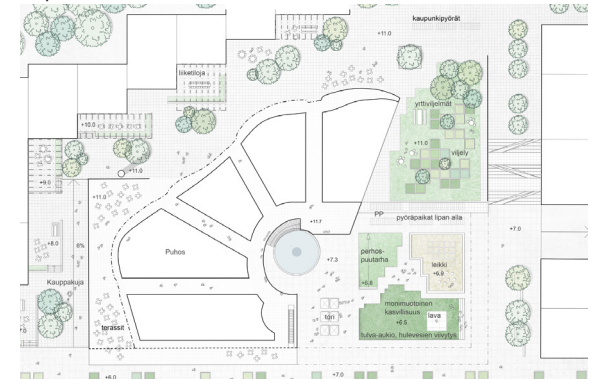 kaupunkipyörät
+11.0
liiketiloja
yrttiviljelmät
+10.0
+11.0
viljely
+11.0
+9.0
+11.0
+11.7
PP
pyöräpaikat lipan alla
+7.0
+8.0
6%
Puhos
perhos-
puutarha
+7.3
leikki
+6.9
+6.8
Kauppakuja
monimuotoinen
kasvillisuus
lava
tori
+6.6
terassit
tulva-aukio, hulevesien viivytys
+6.0
+7.0